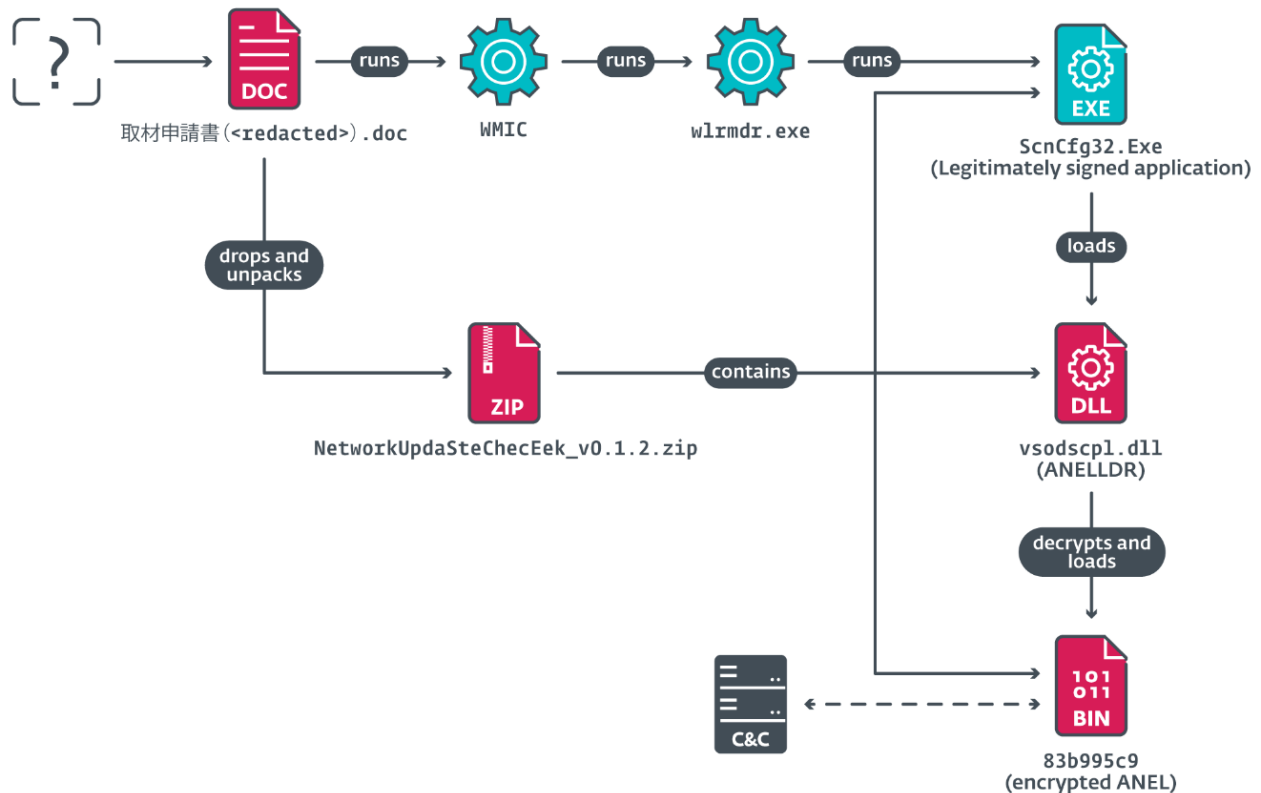 ?
DOC
runs
runs
runs
EXE
取材申請書(<redacted>).doc
WMIC
wlrmdr.exe
ScnCfg32.Exe
(Legitimately signed application)
drops and
unpacks
loads
ZIP
contains
DLL
NetworkUpdaSteChecEek_v0.1.2.zip
vsodscpl.dll
(ANELLDR)
decrypts and
loads
C&C
101
011
BIN
83b995c9
(encrypted ANEL)